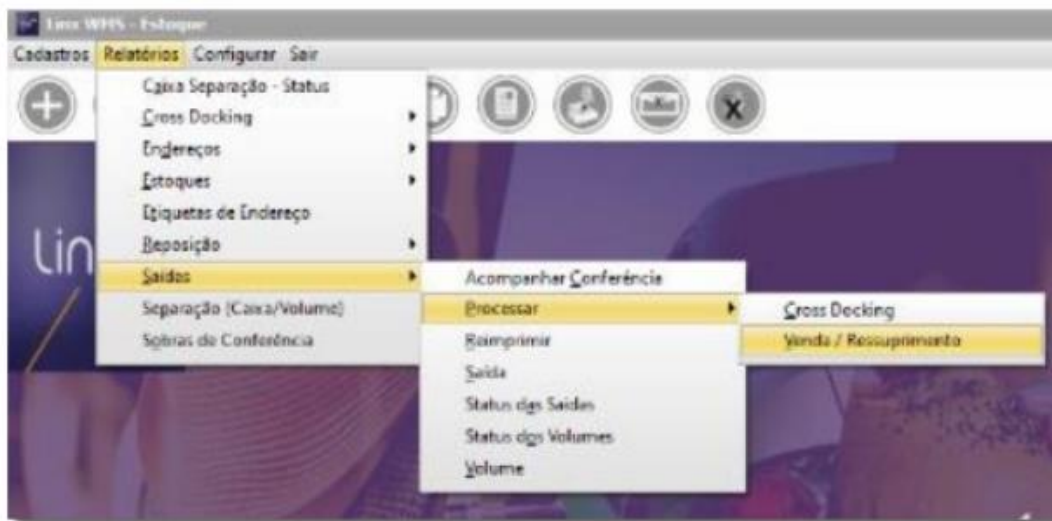 Linx WMS - Estoque
Cadastros Relatórios Configurar Sair
Caixa Separação - Status
Cross Docking
Endereços
Estoques
Etiquetas de Endereço
Reposição
Saídas
Separação (Caixa/Volume)
Sobras de Conferência
Lin
Acompanhar Conferência
Processar
Reimprimir
Saída
Status das Saídas
Status dos Volumes
Volume
Cross Docking
Venda / Ressuprimento